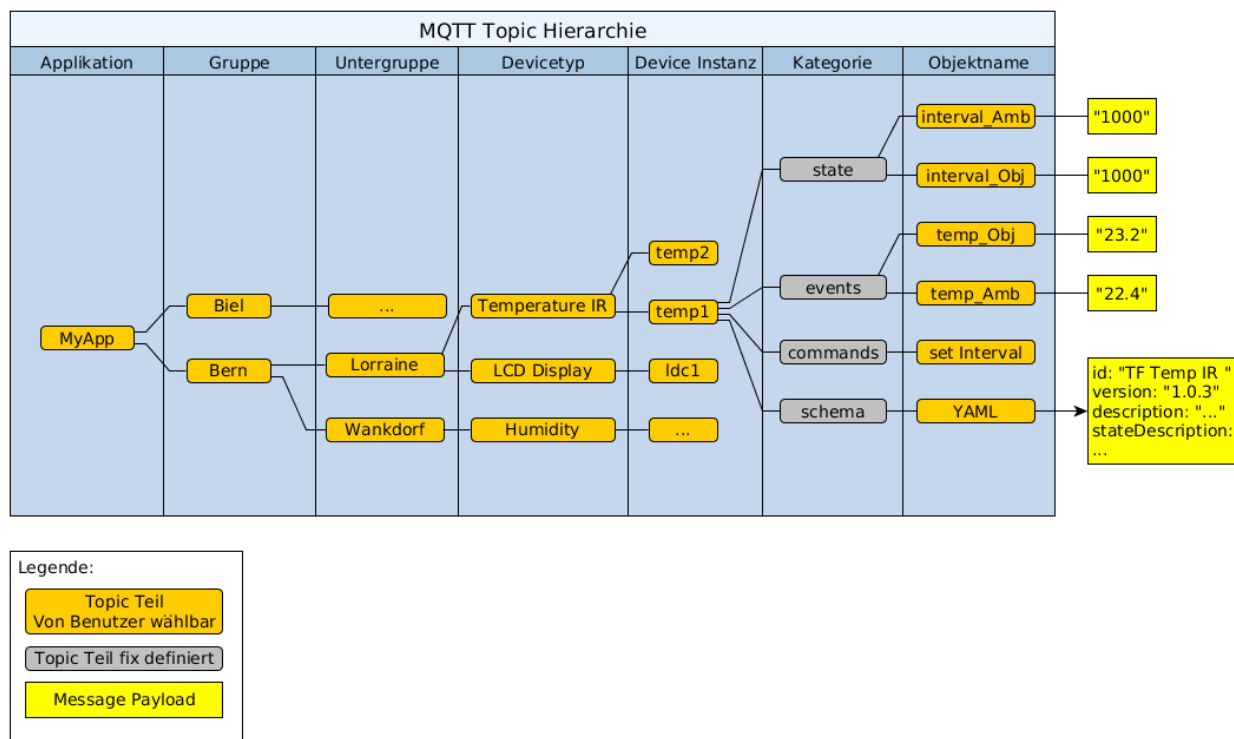 MQTT Topic Hierarchie
Applikation
Gruppe
Untergruppe
Devicetyp
Device Instanz
Kategorie
Objektname
interval_Amb
"1000"
state
interval_Obj
"1000"
temp_Obj
"23.2"
temp2
events
temp_Amb
"22.4"
Biel
...
Temperature IR
temp1
MyApp
commands
set Interval
Bern
Lorraine
LCD Display
ldc1
id: "TF Temp IR "
version: "1.0.3"
description: "..."
stateDescription:
...
schema
YAML
Wankdorf
Humidity
...
Legende:
Topic Teil
Von Benutzer wählbar
Topic Teil fix definiert
Message Payload